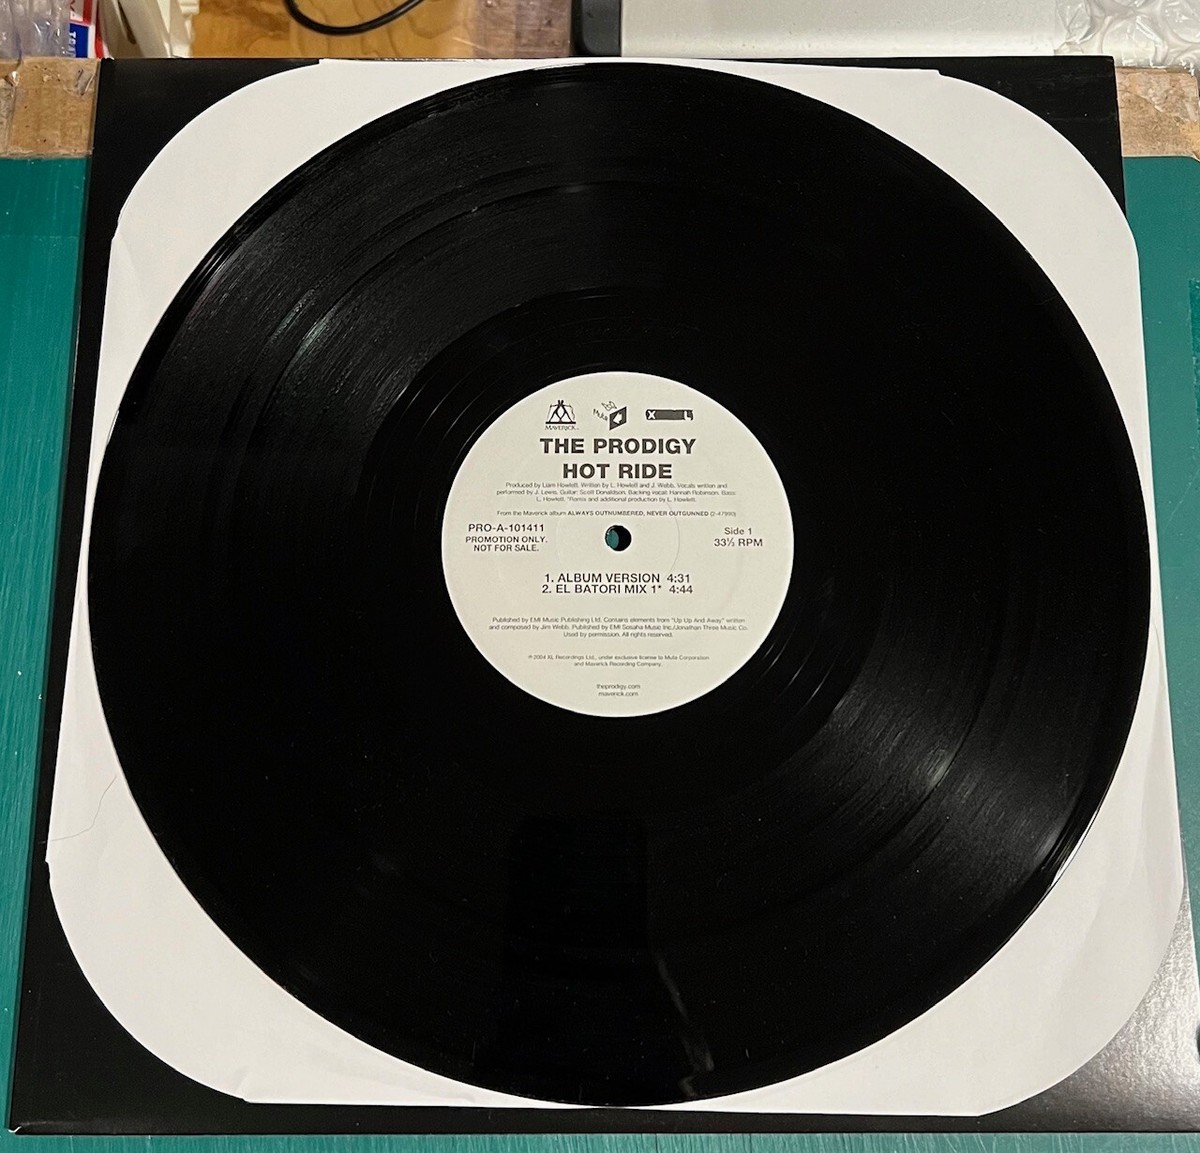 MAVERICK
Mute
X L
THE PRODIGY
HOT RIDE
Produced by Liam Howlett. Written by L. Howlett and J. Webb. Vocals written and
performed by J. Lewis. Guitar: Scott Donaldson. Backing vocal: Hannah Robinson. Bass:
L. Howlett. *Remix and additional production by L. Howlett.
From the Maverick album ALWAYS OUTNUMBERED, NEVER OUTGUNNED (2-47990)
PRO-A-101411
PROMOTION ONLY.
NOT FOR SALE.
Side 1
33⅓ RPM
1. ALBUM VERSION 4:31
2. EL BATORI MIX 1* 4:44
Published by EMI Music Publishing Ltd. Contains elements from "Up Up And Away" written
and composed by Jim Webb. Published by EMI Sosaha Music Inc./Jonathan Three Music Co.
Used by permission. All rights reserved.
℗ 2004 XL Recordings Ltd., under exclusive license to Mute Corporation
and Maverick Recording Company.
theprodigy.com
maverick.com